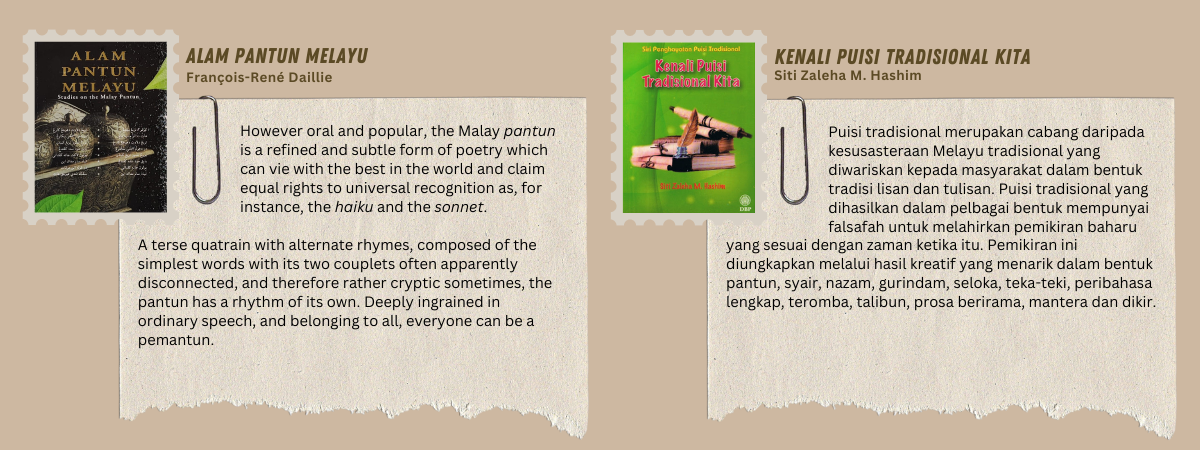 ALAM
PANTUN
MELAYU
Studies on the Malay Pantun
ALAM PANTUN MELAYU
François-René Daillie
However oral and popular, the Malay pantun
is a refined and subtle form of poetry which
can vie with the best in the world and claim
equal rights to universal recognition as, for
instance, the haiku and the sonnet.
A terse quatrain with alternate rhymes, composed of the
simplest words with its two couplets often apparently
disconnected, and therefore rather cryptic sometimes, the
pantun has a rhythm of its own. Deeply ingrained in
ordinary speech, and belonging to all, everyone can be a
pemantun.
Siri Penghayatan Puisi Tradisional
Kenali Puisi
Tradisional Kita
Siti Zaleha M. Hashim
DBP
KENALI PUISI TRADISIONAL KITA
Siti Zaleha M. Hashim
Puisi tradisional merupakan cabang daripada
kesusasteraan Melayu tradisional yang
diwariskan kepada masyarakat dalam bentuk
tradisi lisan dan tulisan. Puisi tradisional yang
dihasilkan dalam pelbagai bentuk mempunyai
falsafah untuk melahirkan pemikiran baharu
yang sesuai dengan zaman ketika itu. Pemikiran ini
diungkapkan melalui hasil kreatif yang menarik dalam bentuk
pantun, syair, nazam, gurindam, seloka, teka-teki, peribahasa
lengkap, teromba, talibun, prosa berirama, mantera dan dikir.